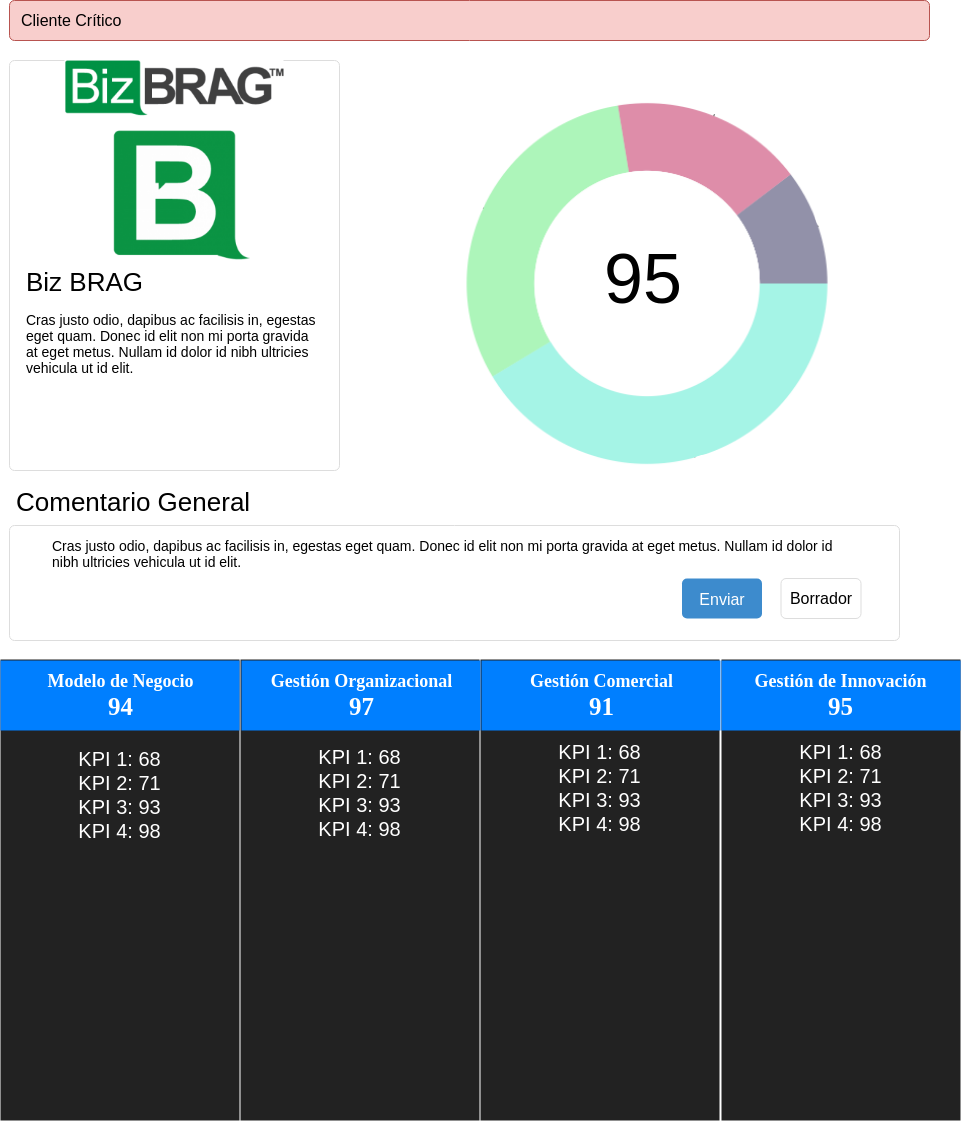 Cliente Crítico
BizBRAG™
B
Biz BRAG
Cras justo odio, dapibus ac facilisis in, egestas
eget quam. Donec id elit non mi porta gravida
at eget metus. Nullam id dolor id nibh ultricies
vehicula ut id elit.
95
Comentario General
Cras justo odio, dapibus ac facilisis in, egestas eget quam. Donec id elit non mi porta gravida at eget metus. Nullam id dolor id
nibh ultricies vehicula ut id elit.
Enviar
Borrador
Modelo de Negocio
94
KPI 1: 68
KPI 2: 71
KPI 3: 93
KPI 4: 98
Gestión Organizacional
97
KPI 1: 68
KPI 2: 71
KPI 3: 93
KPI 4: 98
Gestión Comercial
91
KPI 1: 68
KPI 2: 71
KPI 3: 93
KPI 4: 98
Gestión de Innovación
95
KPI 1: 68
KPI 2: 71
KPI 3: 93
KPI 4: 98